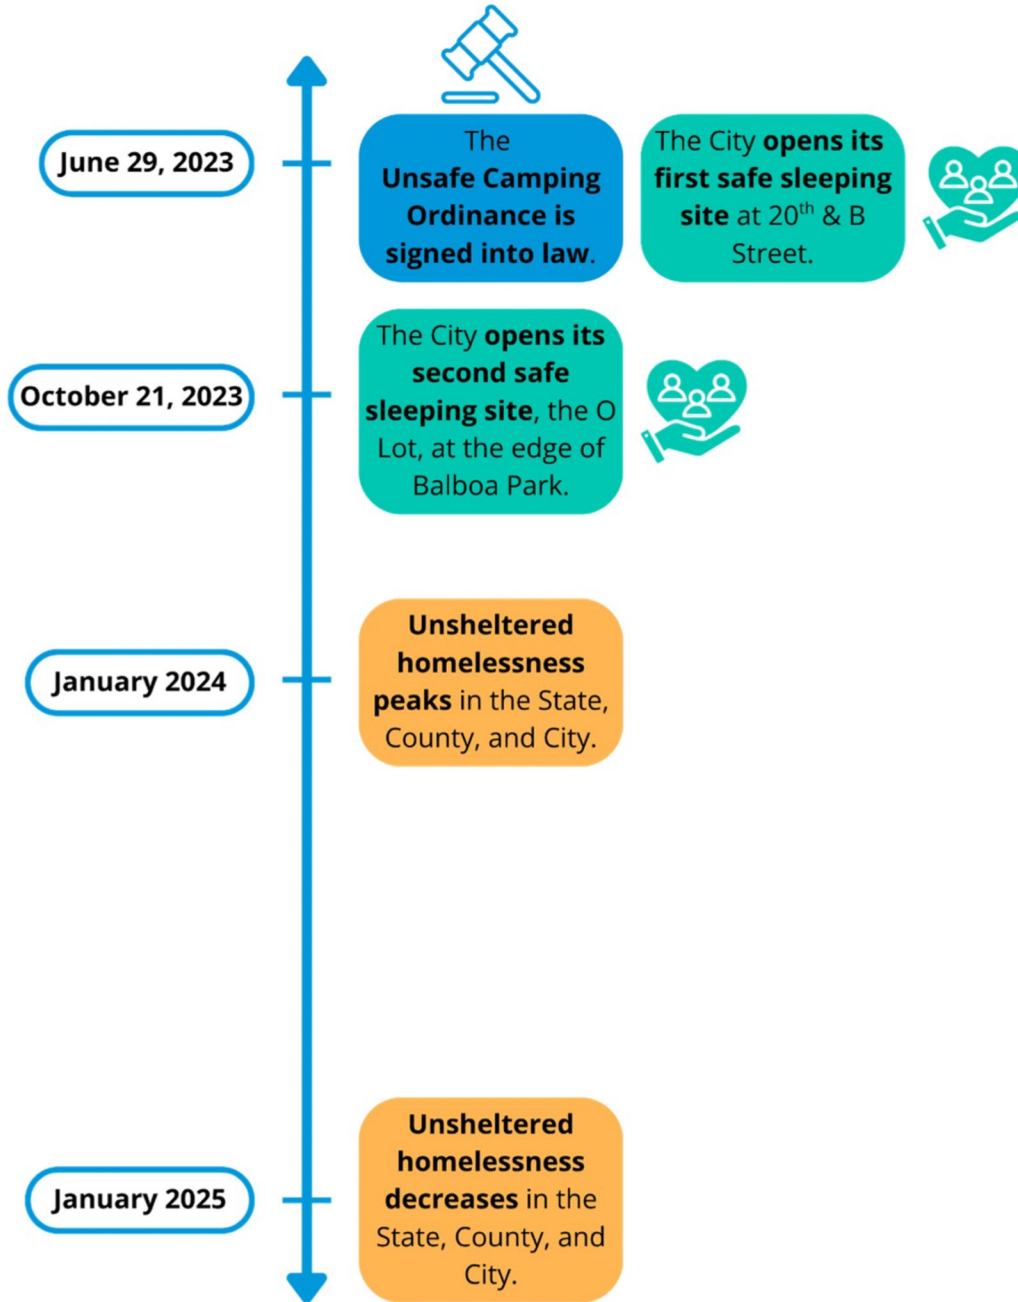 June 29, 2023
The
Unsafe Camping
Ordinance is
signed into law.
The City opens its
first safe sleeping
site at 20th & B
Street.
October 21, 2023
The City opens its
second safe
sleeping site, the O
Lot, at the edge of
Balboa Park.
January 2024
Unsheltered
homelessness
peaks in the State,
County, and City.
January 2025
Unsheltered
homelessness
decreases in the
State, County, and
City.